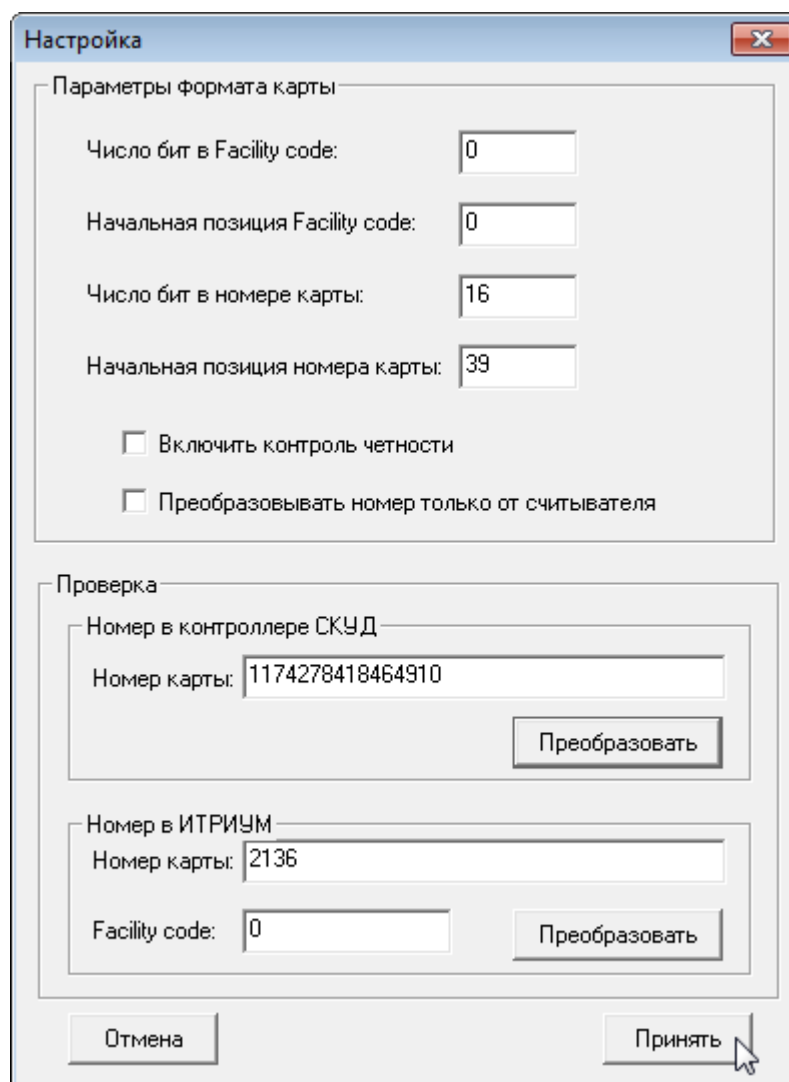 Настройка
Параметры формата карты
Число бит в Facility code: 0
Начальная позиция Facility code: 0
Число бит в номере карты: 16
Начальная позиция номера карты: 39
Включить контроль четности
Преобразовывать номер только от считывателя
Проверка
Номер в контроллере СКУД
Номер карты: 1174278418464910
Преобразовать
Номер в ИТРИУМ
Номер карты: 2136
Facility code: 0 Преобразовать
Отмена Принять